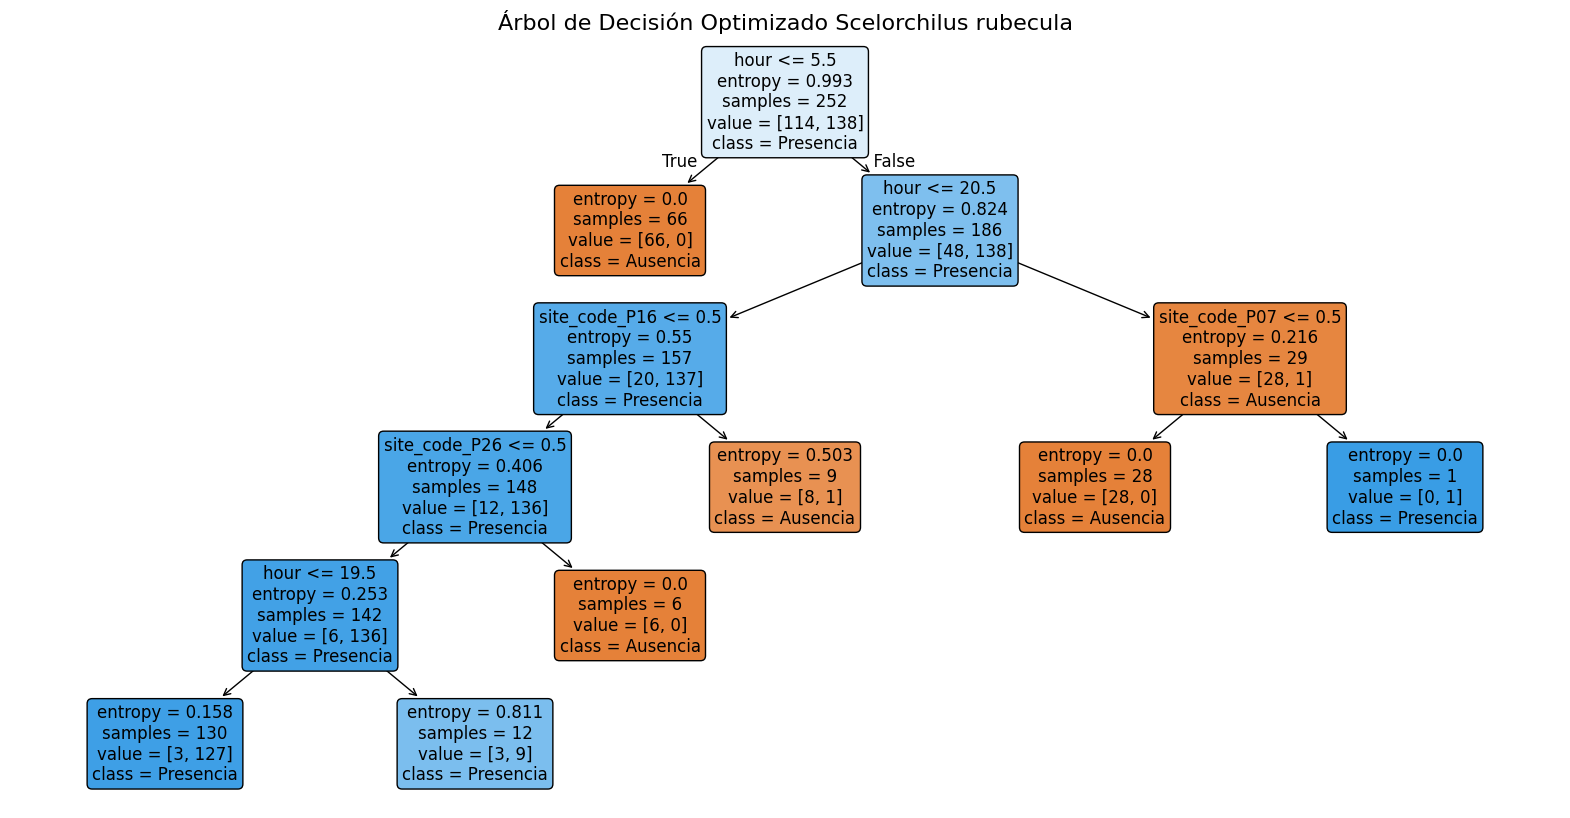 Árbol de Decisión Optimizado Scelorchilus rubecula
hour <= 5.5
entropy = 0.993
samples = 252
value = [114, 138]
class = Presencia
True
False
entropy = 0.0
samples = 66
value = [66, 0]
class = Ausencia
hour <= 20.5
entropy = 0.824
samples = 186
value = [48, 138]
class = Presencia
site_code_P16 <= 0.5
entropy = 0.55
samples = 157
value = [20, 137]
class = Presencia
site_code_P07 <= 0.5
entropy = 0.216
samples = 29
value = [28, 1]
class = Ausencia
site_code_P26 <= 0.5
entropy = 0.406
samples = 148
value = [12, 136]
class = Presencia
entropy = 0.503
samples = 9
value = [8, 1]
class = Ausencia
entropy = 0.0
samples = 28
value = [28, 0]
class = Ausencia
entropy = 0.0
samples = 1
value = [0, 1]
class = Presencia
hour <= 19.5
entropy = 0.253
samples = 142
value = [6, 136]
class = Presencia
entropy = 0.0
samples = 6
value = [6, 0]
class = Ausencia
entropy = 0.158
samples = 130
value = [3, 127]
class = Presencia
entropy = 0.811
samples = 12
value = [3, 9]
class = Presencia